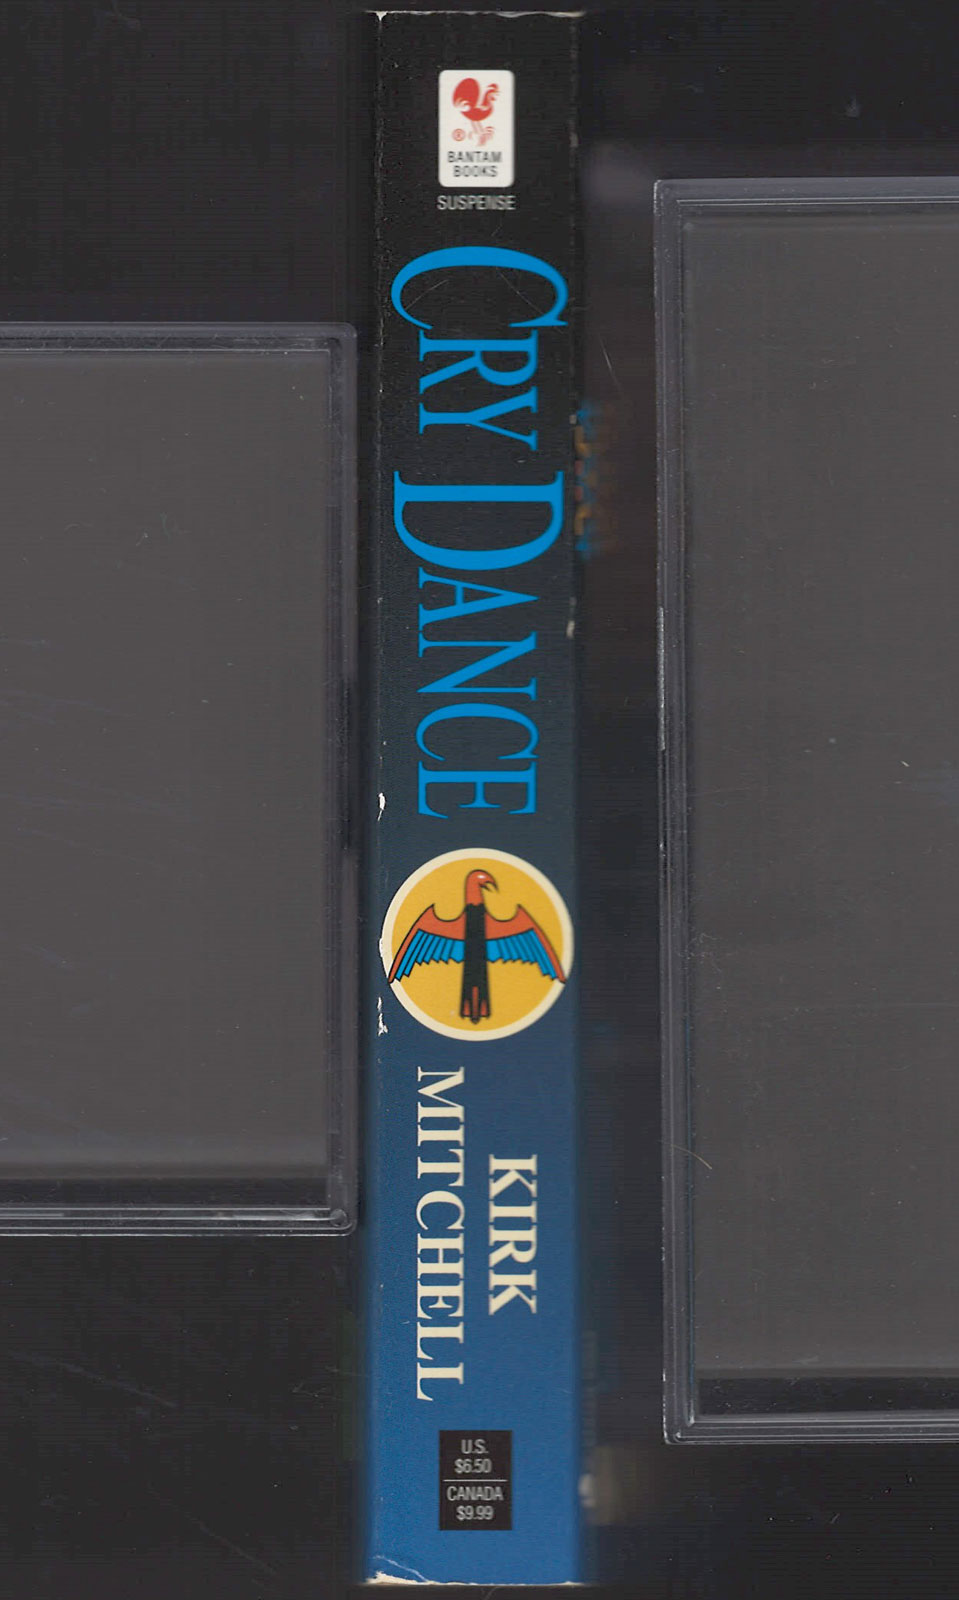 ®
BANTAM
BOOKS
SUSPENSE
CRY DANCE
KIRK
MITCHELL
U.S.
$6.50
CANADA
$9.99